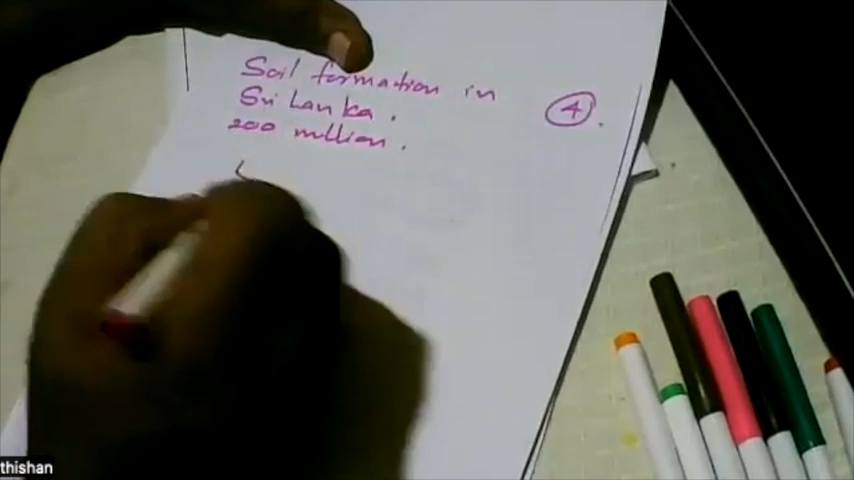 Soil formation in
Sri Lanka.
④.
200 million.
thishan